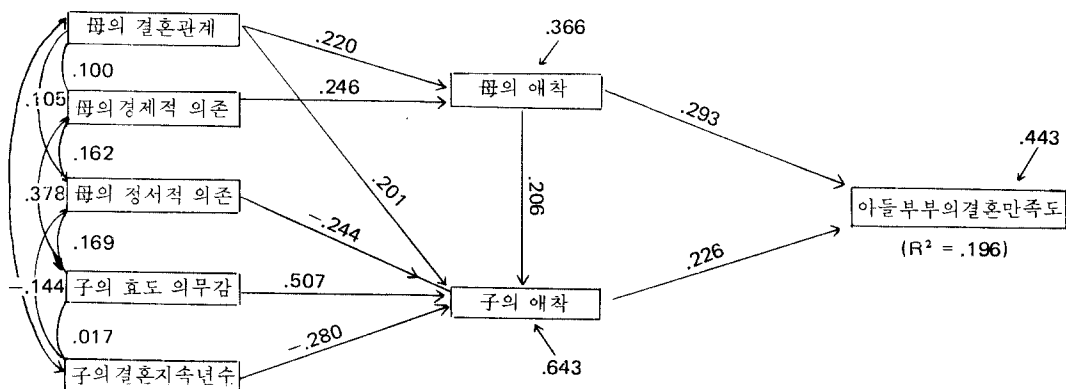 母의 결혼관계
.100
.105
母의경제적 의존
.162
.378
母의 정서적 의존
.169
-.144
子의 효도 의무감
.017
子의결혼지속년수
.220
.246
.201
-.244
.507
-.280
.366
母의 애착
.206
子의 애착
.643
.293
.226
.443
아들부부의결혼만족도
(R² = .196)